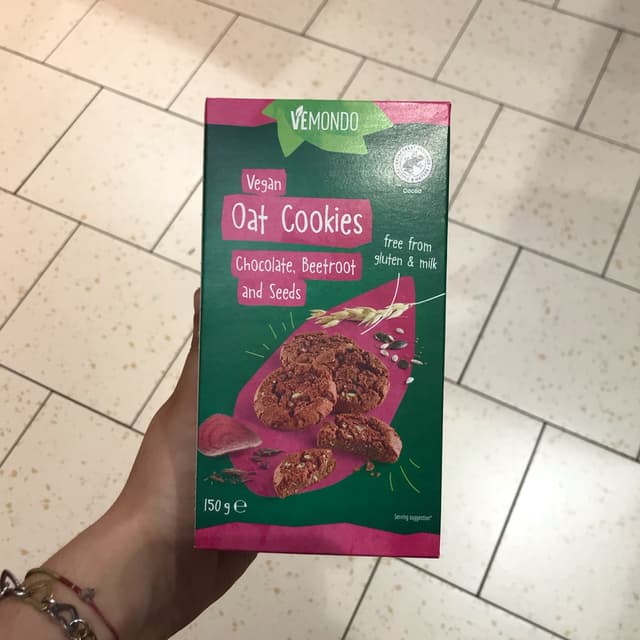 VEMONDO
Vegan
Oat Cookies
Chocolate, Beetroot
and Seeds
Cocoa
free from
gluten & milk
150 g e
Serving suggestion*